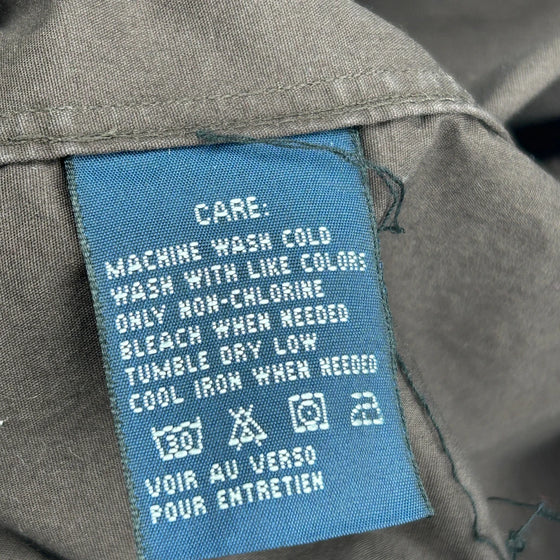 CARE:
MACHINE WASH COLD
WASH WITH LIKE COLORS
ONLY NON-CHLORINE
BLEACH WHEN NEEDED
TUMBLE DRY LOW
COOL IRON WHEN NEEDED
30
VOIR AU VERSO
POUR ENTRETIEN